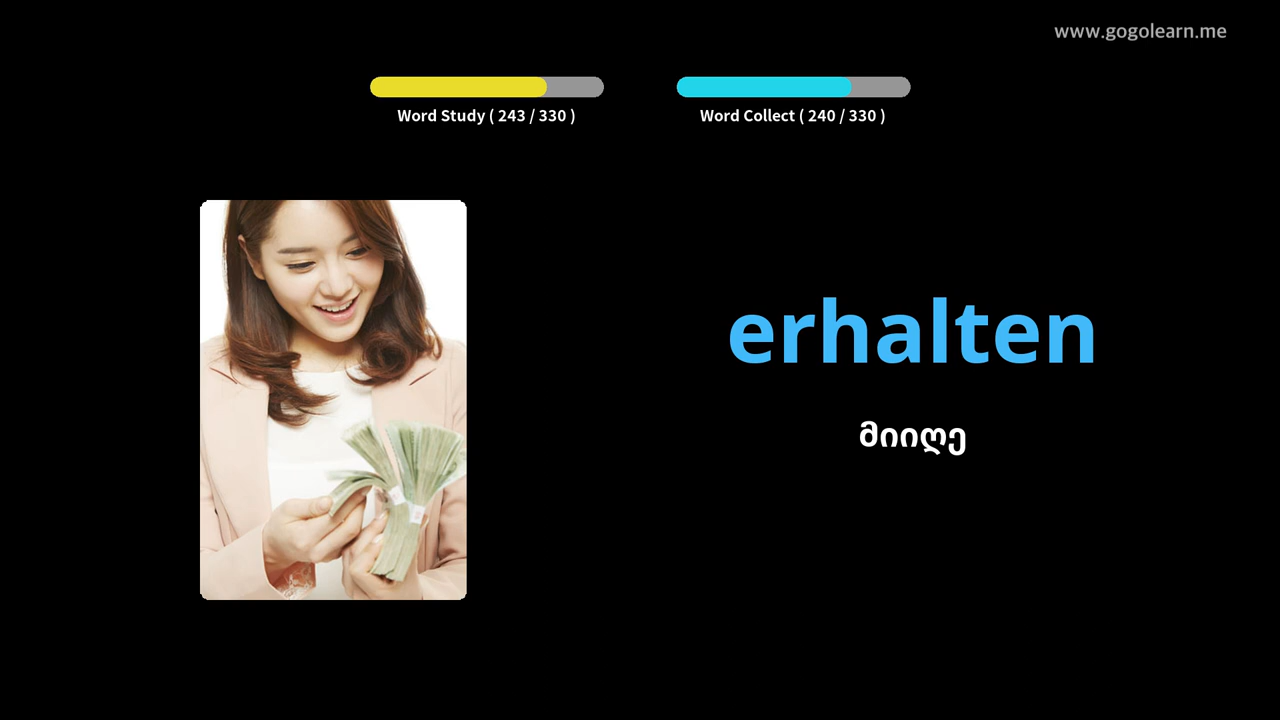 www.gogolearn.me
Word Study ( 243 / 330 )
Word Collect ( 240 / 330 )
erhalten
მიიღე